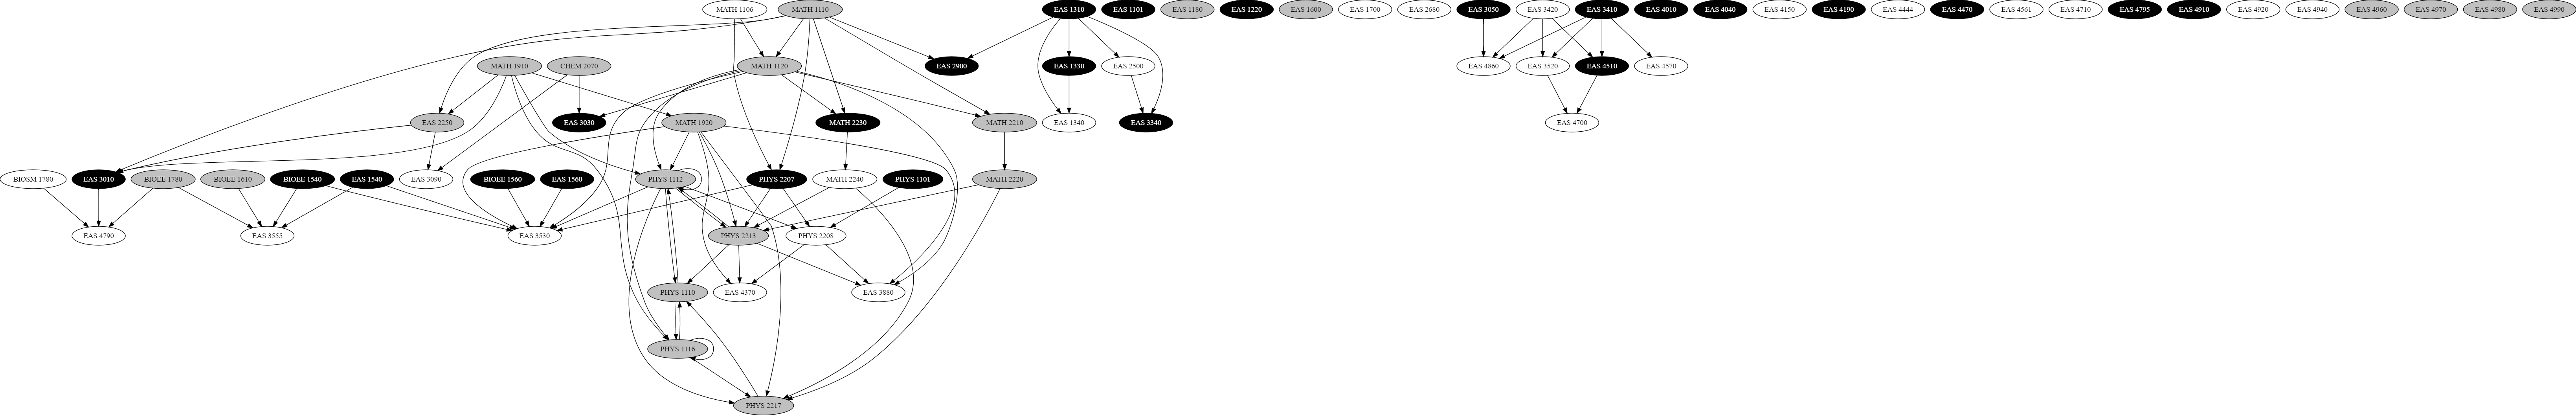 MATH 1106
MATH 1110
EAS 1310
EAS 1101
EAS 1180
EAS 1220
EAS 1600
EAS 1700
EAS 2680
EAS 3050
EAS 3420
EAS 3410
EAS 4010
EAS 4040
EAS 4150
EAS 4190
EAS 4444
EAS 4470
EAS 4561
EAS 4710
EAS 4795
EAS 4910
EAS 4920
EAS 4940
EAS 4960
EAS 4970
EAS 4980
EAS 4990
MATH 1910
CHEM 2070
MATH 1120
EAS 2900
EAS 1330
EAS 2500
EAS 4860
EAS 3520
EAS 4510
EAS 4570
EAS 2250
EAS 3030
MATH 1920
MATH 2230
MATH 2210
EAS 1340
EAS 3340
EAS 4700
BIOSM 1780
EAS 3010
BIOEE 1780
BIOEE 1610
BIOEE 1540
EAS 1540
EAS 3090
BIOEE 1560
EAS 1560
PHYS 1112
PHYS 2207
MATH 2240
PHYS 1101
MATH 2220
EAS 4790
EAS 3555
EAS 3530
PHYS 2213
PHYS 2208
PHYS 1110
EAS 4370
EAS 3880
PHYS 1116
PHYS 2217